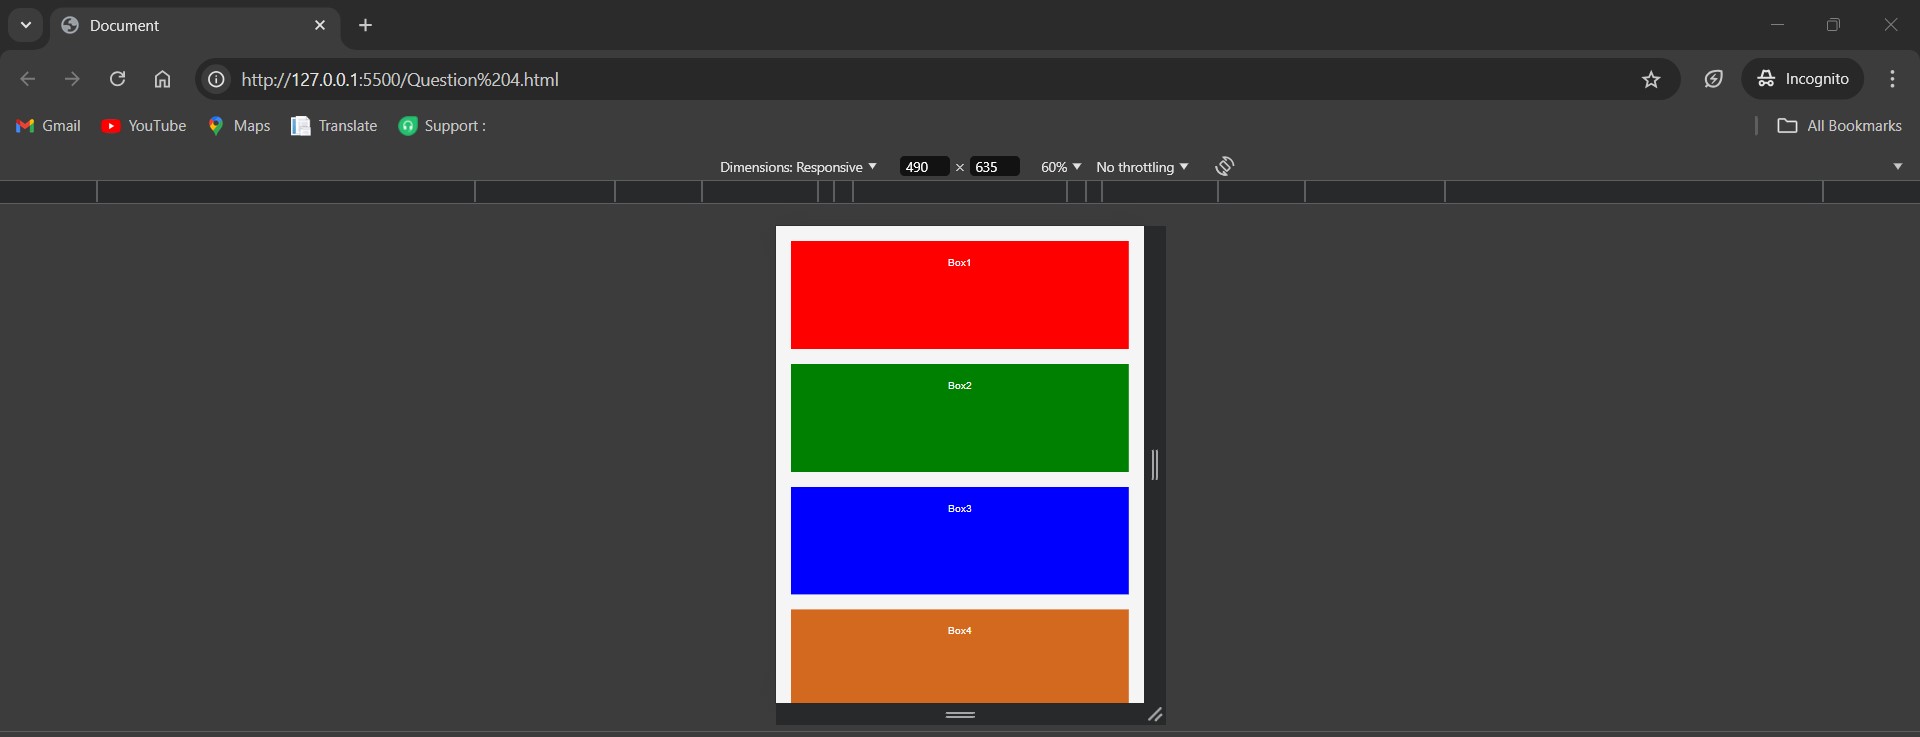 Document
http://127.0.0.1:5500/Question%204.html
Incognito
Gmail YouTube Maps Translate Support :
All Bookmarks
Dimensions: Responsive 490 × 635 60% No throttling
Box1
Box2
Box3
Box4